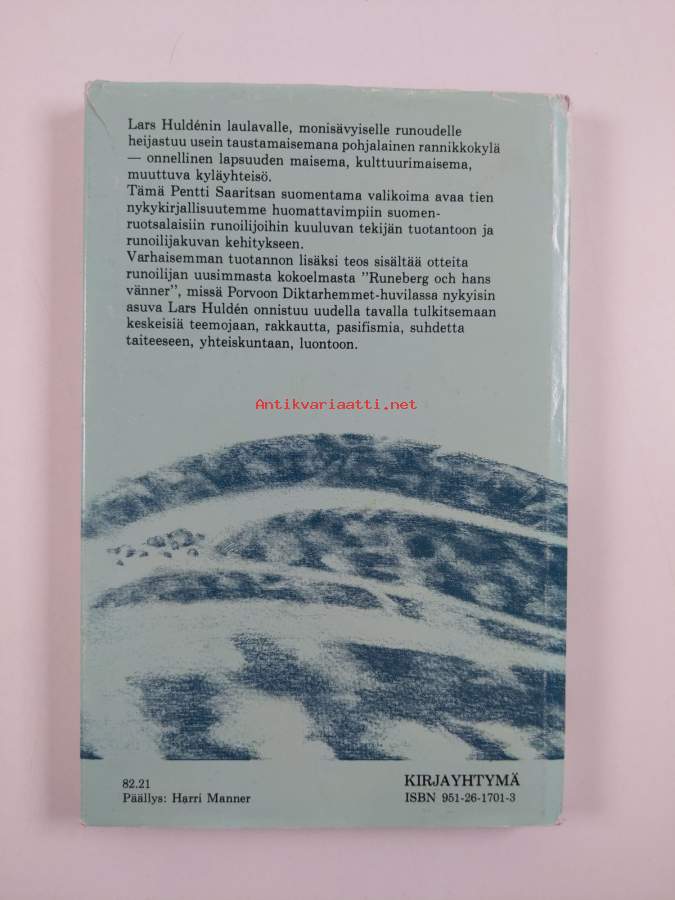 Lars Huldénin laulavalle, monisävyiselle runoudelle
heijastuu usein taustamaisemana pohjalainen rannikkokylä
— onnellinen lapsuuden maisema, kulttuurimaisema,
muuttuva kyläyhteisö.
Tämä Pentti Saaritsan suomentama valikoima avaa tien
nykykirjallisuutemme huomattavimpiin suomen-
ruotsalaisiin runoilijoihin kuuluvan tekijän tuotantoon ja
runoilijakuvan kehitykseen.
Varhaisemman tuotannon lisäksi teos sisältää otteita
runoilijan uusimmasta kokoelmasta "Runeberg och hans
vänner", missä Porvoon Diktarhemmet-huvilassa nykyisin
asuva Lars Huldén onnistuu uudella tavalla tulkitsemaan
keskeisiä teemojaan, rakkautta, pasifismia, suhdetta
taiteeseen, yhteiskuntaan, luontoon.
Antikvariaatti.net
82.21
Päällys: Harri Manner
KIRJAYHTYMÄ
ISBN 951-26-1701-3